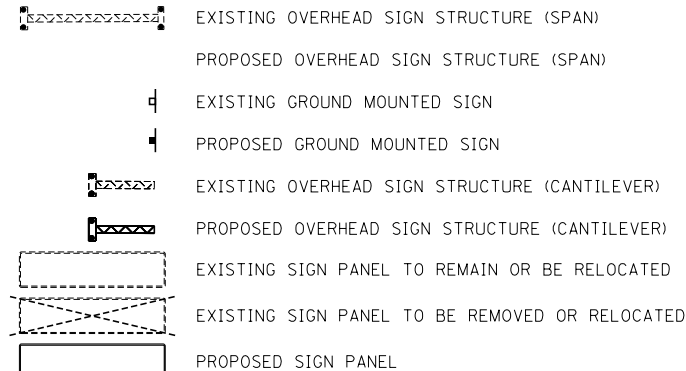 EXISTING OVERHEAD SIGN STRUCTURE (SPAN)
PROPOSED OVERHEAD SIGN STRUCTURE (SPAN)
EXISTING GROUND MOUNTED SIGN
PROPOSED GROUND MOUNTED SIGN
EXISTING OVERHEAD SIGN STRUCTURE (CANTILEVER)
PROPOSED OVERHEAD SIGN STRUCTURE (CANTILEVER)
EXISTING SIGN PANEL TO REMAIN OR BE RELOCATED
EXISTING SIGN PANEL TO BE REMOVED OR RELOCATED
PROPOSED SIGN PANEL